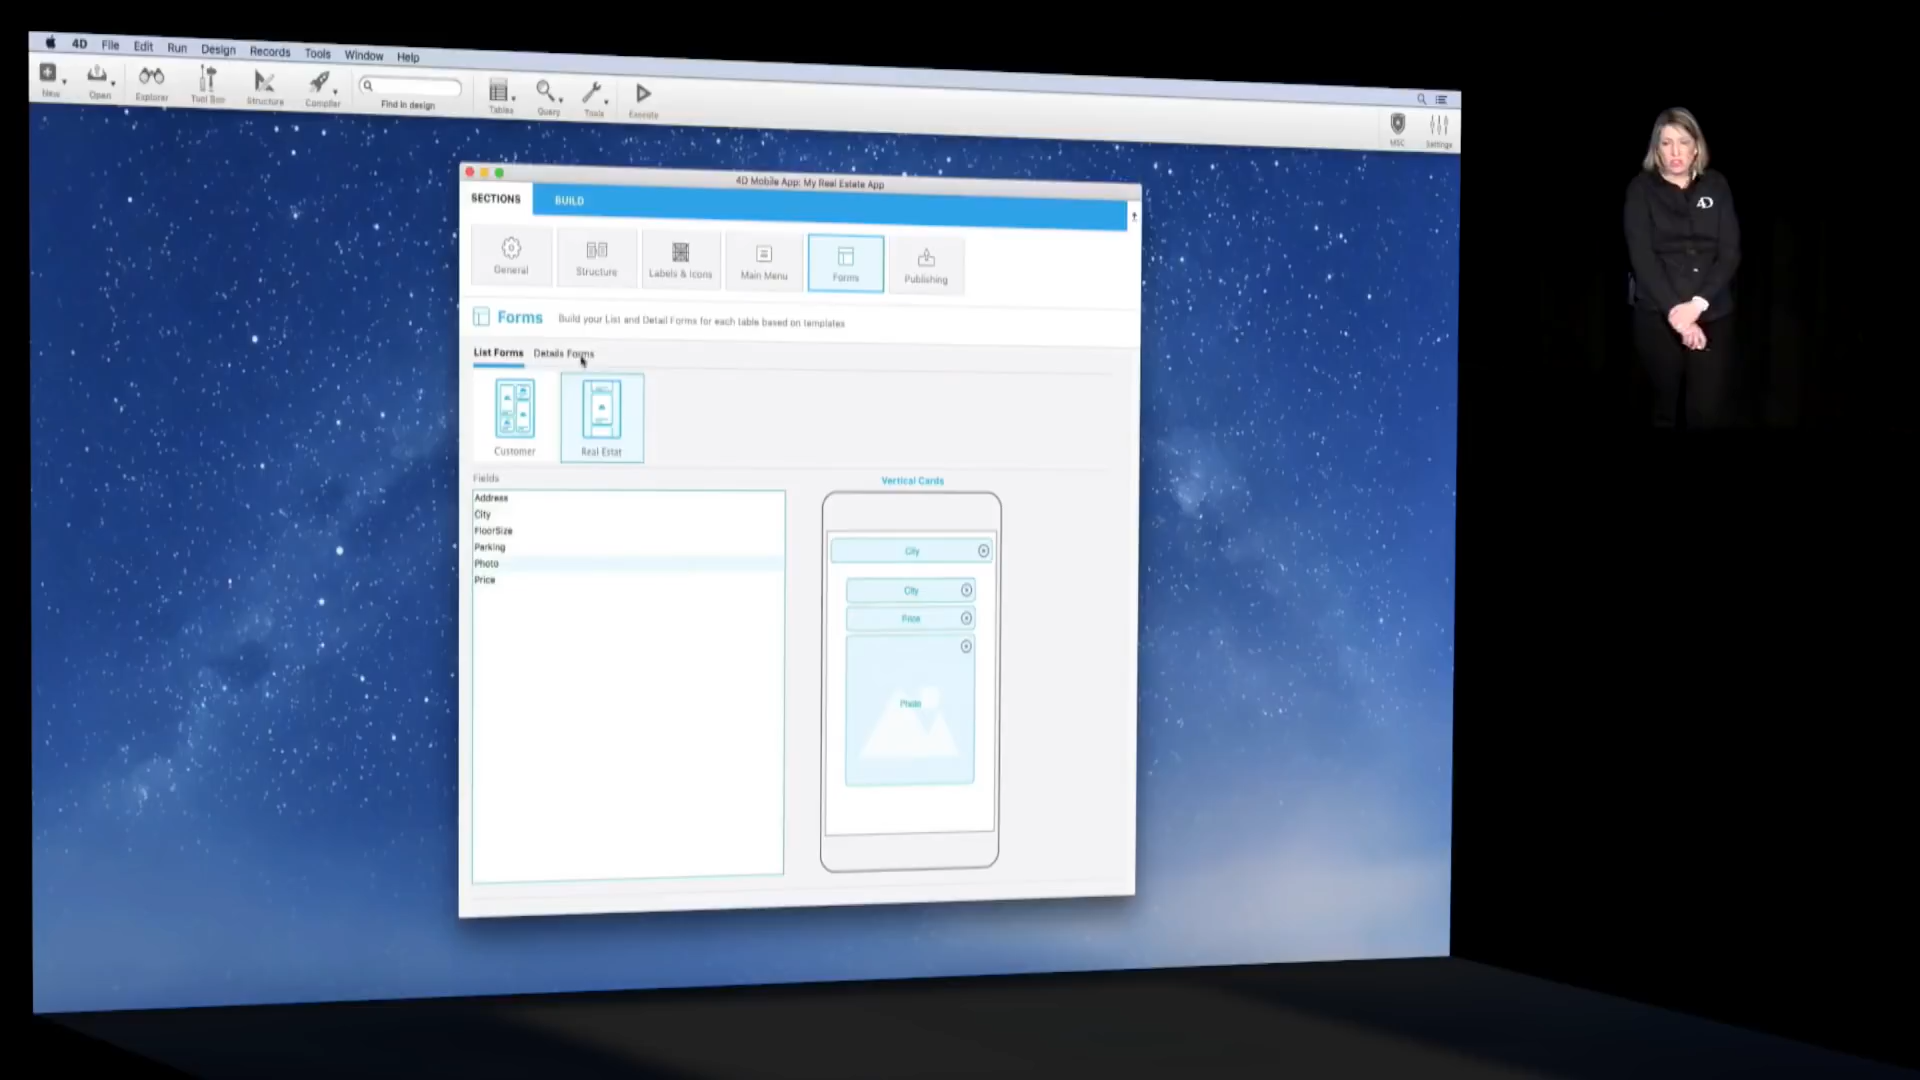 4D File Edit Run Design Records Tools Window Help
New Open Explorer Tool Box Structure Compiler Find in design Tables Query Tools Execute MSC Settings
4D Mobile App: My Real Estate App
SECTIONS BUILD
General Structure Labels & Icons Main Menu Forms Publishing
Forms Build your List and Detail Forms for each table based on templates
List Forms Details Forms
Customer Real Estat
Fields
Vertical Cards
Address
City
FloorSize
Parking
Photo
Price
City
City
Price
Photo
4D